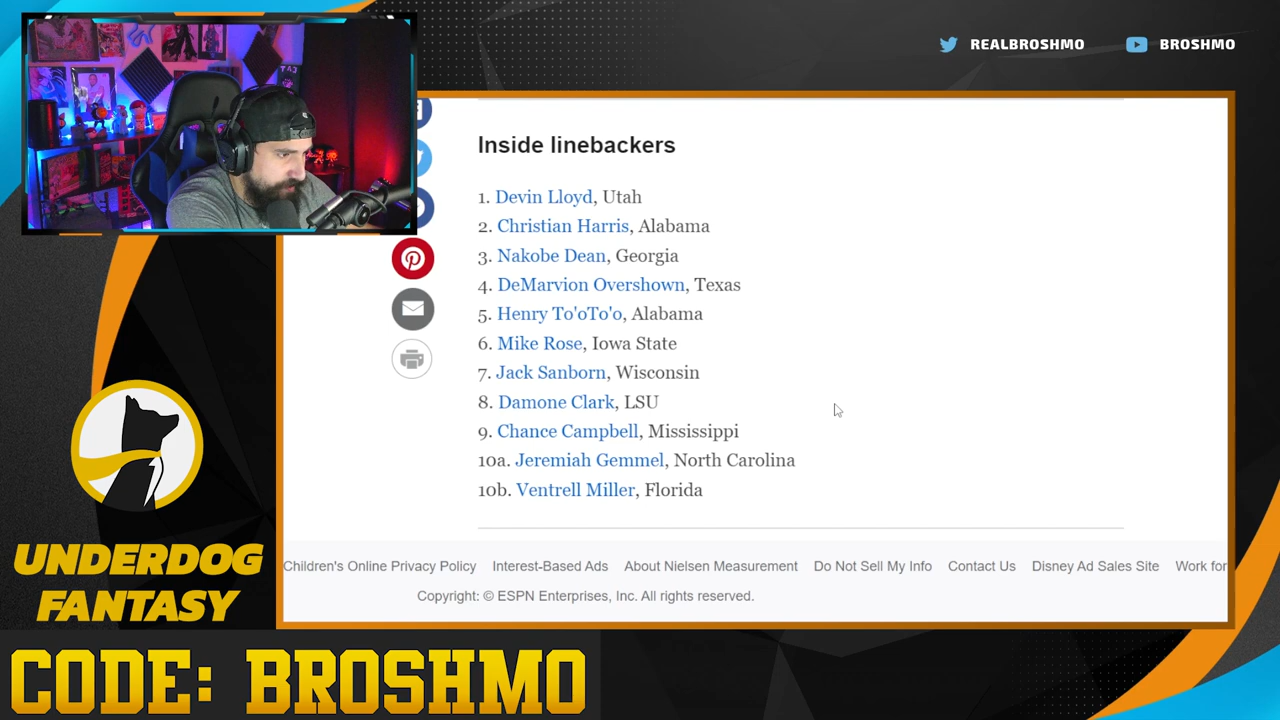 REALBROSHMO
BROSHMO
Inside linebackers
1. Devin Lloyd, Utah
2. Christian Harris, Alabama
3. Nakobe Dean, Georgia
4. DeMarvion Overshown, Texas
5. Henry To'oTo'o, Alabama
6. Mike Rose, Iowa State
7. Jack Sanborn, Wisconsin
8. Damone Clark, LSU
9. Chance Campbell, Mississippi
10a. Jeremiah Gemmel, North Carolina
10b. Ventrell Miller, Florida
Children's Online Privacy Policy Interest-Based Ads About Nielsen Measurement Do Not Sell My Info Contact Us Disney Ad Sales Site Work for
Copyright: © ESPN Enterprises, Inc. All rights reserved.
UNDERDOG
FANTASY
CODE: BROSHMO